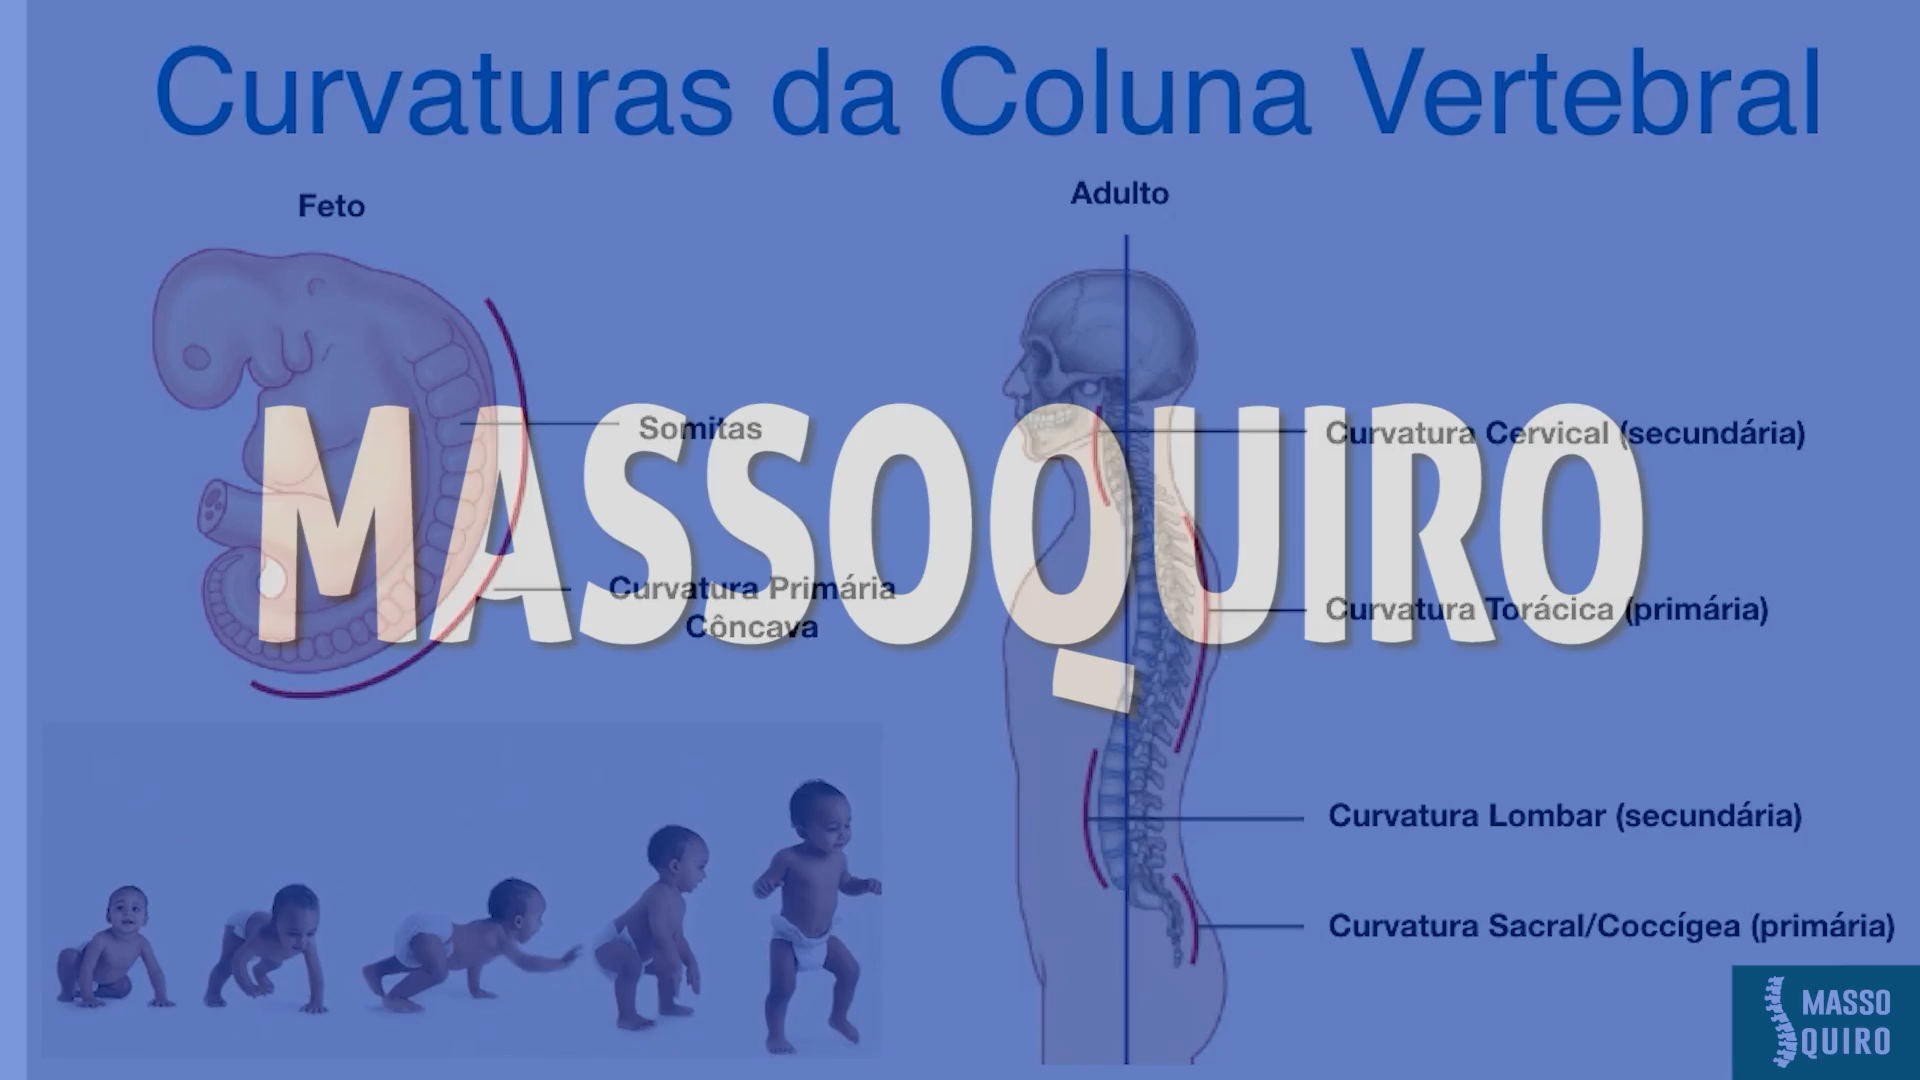 Curvaturas da Coluna Vertebral
Feto
Adulto
Somitas
Curvatura Primária
Côncava
MASSOQUIRO
Curvatura Cervical (secundária)
Curvatura Torácica (primária)
Curvatura Lombar (secundária)
Curvatura Sacral/Coccígea (primária)
MASSO
QUIRO